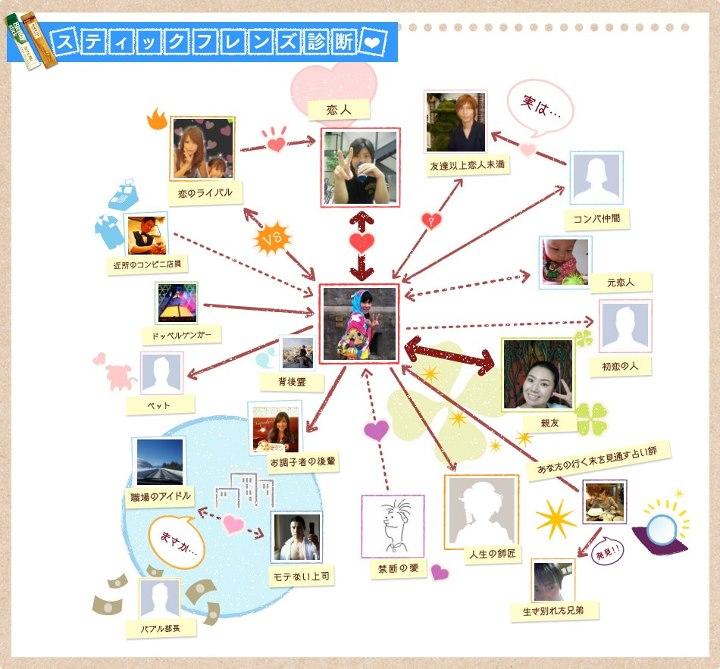 スティックフレンズ診断
恋人
実は…
友達以上恋人未満
恋のライバル
コンパ仲間
VS
近所のコンビニ店員
元恋人
?
ドッペルゲンガー
初恋の人
背後霊
ペット
親友
お調子者の後輩
あなたの行く末を見通す占い師
職場のアイドル
まさか…
モテない上司
禁断の愛
人生の師匠
発見!!
バブル部長
生き別れた兄弟